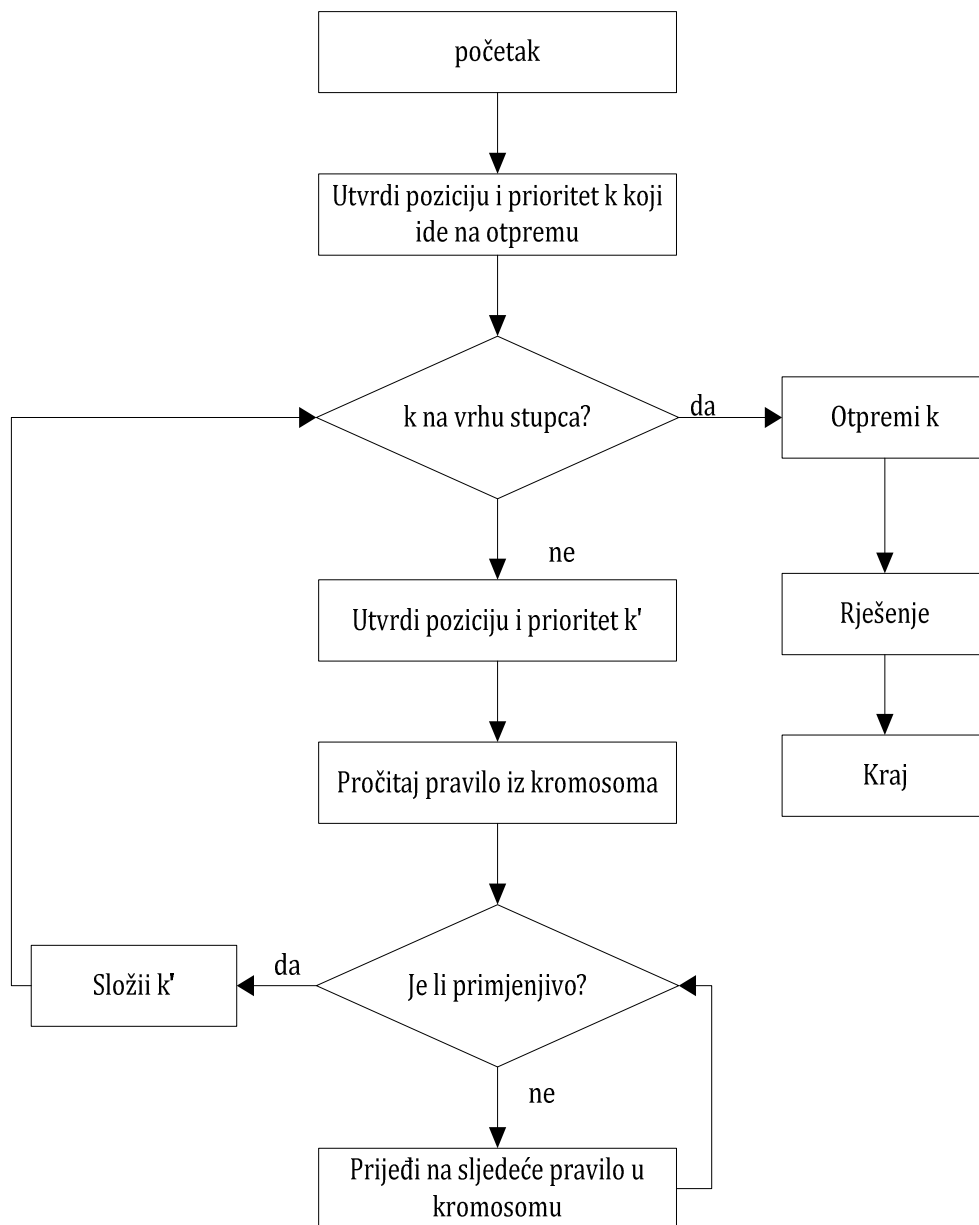 početak
Utvrdi poziciju i prioritet k koji
ide na otpremu
k na vrhu stupca?
da
Otpremi k
ne
Utvrdi poziciju i prioritet k'
Rješenje
Pročitaj pravilo iz kromosoma
Kraj
Složii k'
da
Je li primjenjivo?
ne
Prijeđi na sljedeće pravilo u
kromosomu